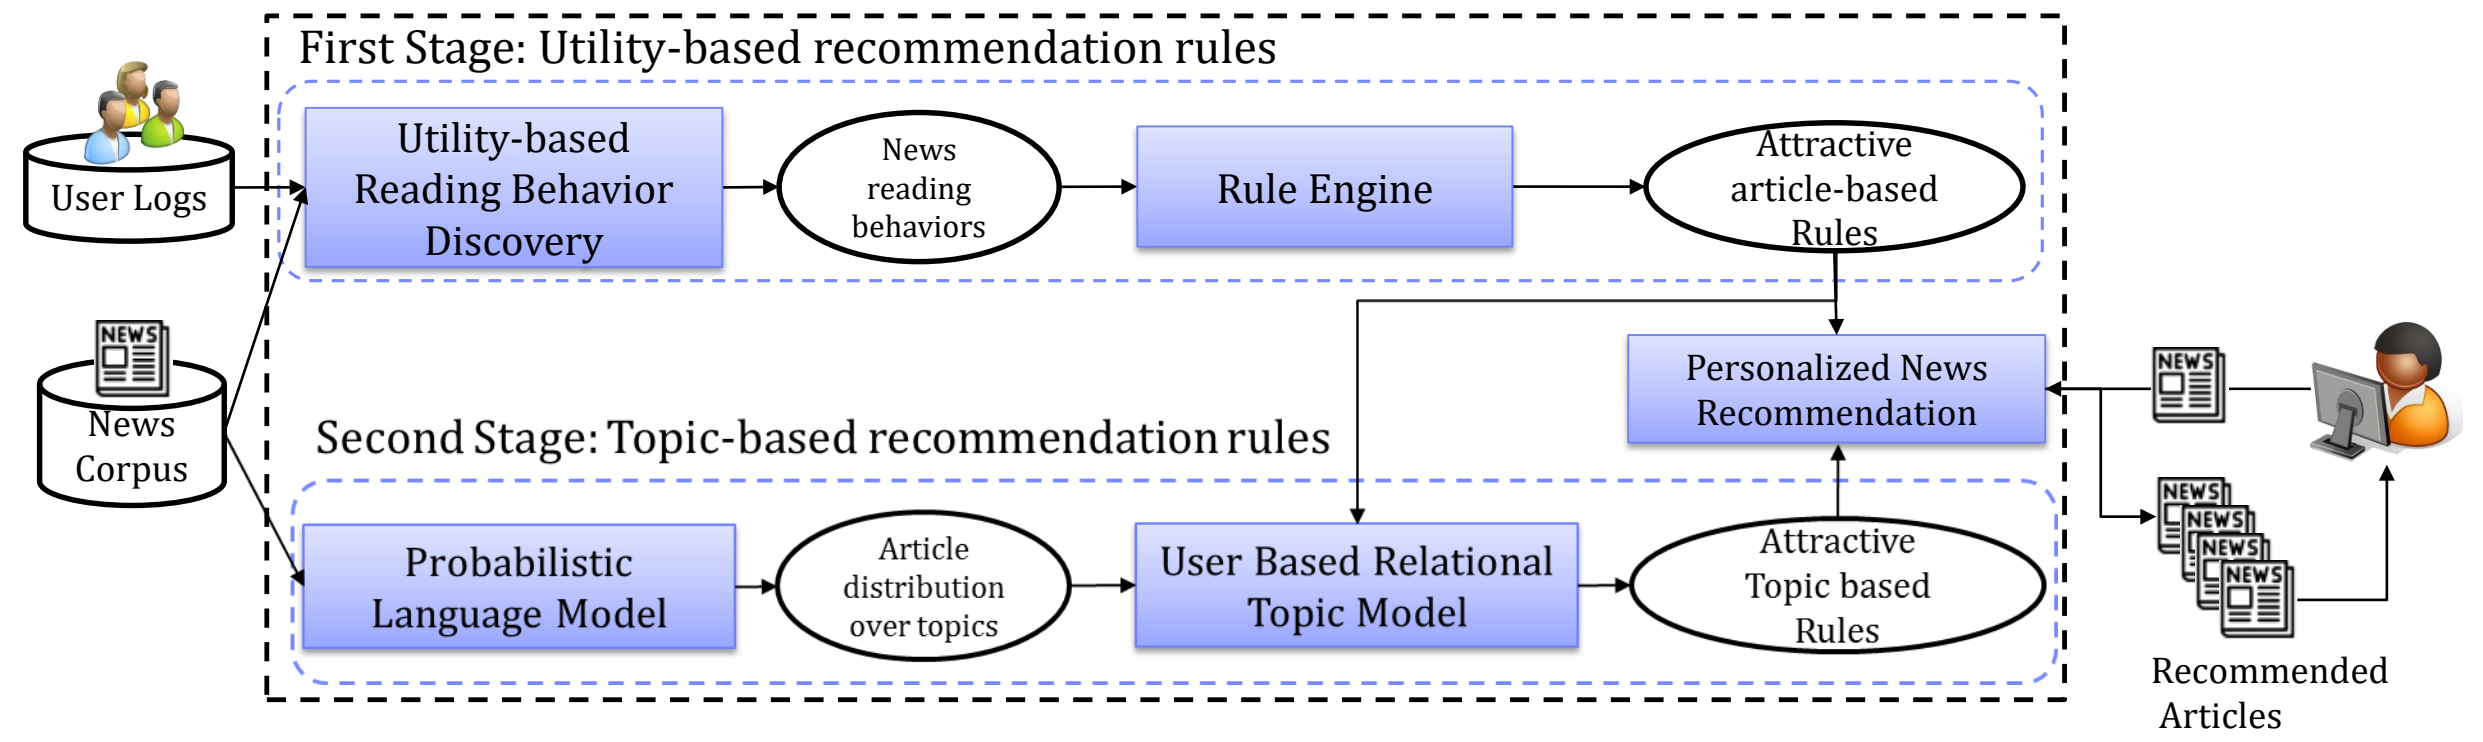 First Stage: Utility-based recommendation rules
User Logs
Utility-based
Reading Behavior
Discovery
News
reading
behaviors
Rule Engine
Attractive
article-based
Rules
NEWS
News
Corpus
Personalized News
Recommendation
NEWS
Second Stage: Topic-based recommendation rules
Probabilistic
Language Model
Article
distribution
over topics
User Based Relational
Topic Model
Attractive
Topic based
Rules
NEWS
NEWS
NEWS
NEWS
Recommended
Articles